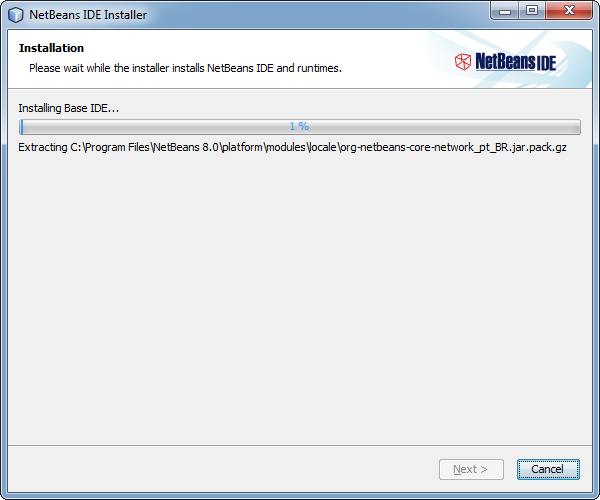 NetBeans IDE Installer
Installation
Please wait while the installer installs NetBeans IDE and runtimes.
NetBeans IDE
Installing Base IDE...
1 %
Extracting C:\Program Files\NetBeans 8.0\platform\modules\locale\org-netbeans-core-network_pt_BR.jar.pack.gz
Next >
Cancel